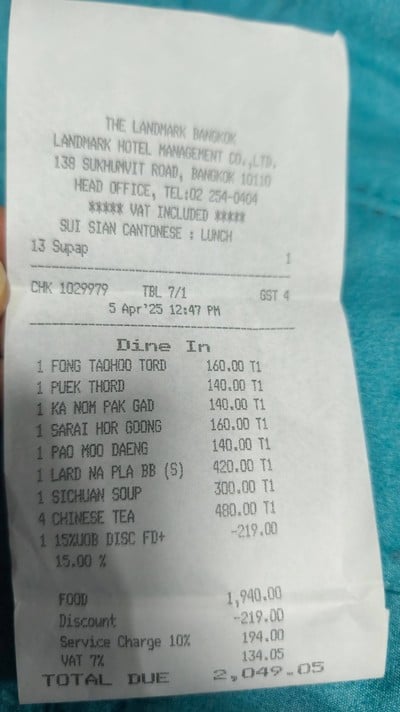 THE LANDMARK BANGKOK
LANDMARK HOTEL MANAGEMENT CO.,LTD.
138 SUKHUMVIT ROAD, BANGKOK 10110
HEAD OFFICE, TEL:02 254-0404
***** VAT INCLUDED *****
SUI SIAN CANTONESE : LUNCH
13 Supap 1
CHK 1029979 TBL 7/1 GST 4
5 Apr'25 12:47 PM
Dine In
1 FONG TAOHOO TORD 160.00 T1
1 PUEK THORD 140.00 T1
1 KA NOM PAK GAD 140.00 T1
1 SARAI HOR GOONG 160.00 T1
1 PAO MOO DAENG 140.00 T1
1 LARD NA PLA BB (S) 420.00 T1
1 SICHUAN SOUP 300.00 T1
4 CHINESE TEA 480.00 T1
1 15%UOB DISC FD+ -219.00
15.00 %
FOOD 1,940.00
Discount -219.00
Service Charge 10% 194.00
VAT 7% 134.05
TOTAL DUE 2,049.05